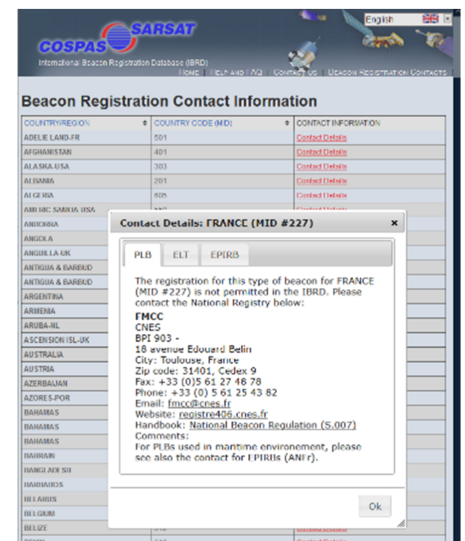 English
COSPAS SARSAT
International Beacon Registration Database (IBRD)
HOME | HELP AND FAQ | CONTACT US | BEACON REGISTRATION CONTACTS
Beacon Registration Contact Information
COUNTRY/REGION COUNTRY CODE (MID) CONTACT INFORMATION
ADELIE LAND-FR 501 Contact Details
AFGHANISTAN 401 Contact Details
ALASKA-USA 303 Contact Details
ALBANIA 201 Contact Details
ALGERIA 605 Contact Details
AMERIC SAMOA-USA
ANDORRA
ANGOLA
ANGUILLA-UK
ANTIGUA & BARBUD
ANTIGUA & BARBUD
ARGENTINA
ARMENIA
ARUBA-NL
ASCENSION ISL-UK
AUSTRALIA
AUSTRIA
AZERBAIJAN
AZORES-POR
BAHAMAS
BAHAMAS
BAHAMAS
BAHRAIN
BANGLADESH
BARBADOS
BELARUS
BELGIUM
BELIZE
Contact Details: FRANCE (MID #227) x
PLB ELT EPIRB
The registration for this type of beacon for FRANCE
(MID #227) is not permitted in the IBRD. Please
contact the National Registry below:
FMCC
CNES
BPI 903 -
18 avenue Edouard Belin
City: Toulouse, France
Zip code: 31401, Cedex 9
Fax: +33 (0)5 61 27 48 78
Phone: +33 (0) 5 61 25 43 82
Email: fmcc@cnes.fr
Website: registre406.cnes.fr
Handbook: National Beacon Regulation (S.007)
Comments:
For PLBs used in maritime environement, please
see also the contact for EPIRBs (ANFr).
Ok